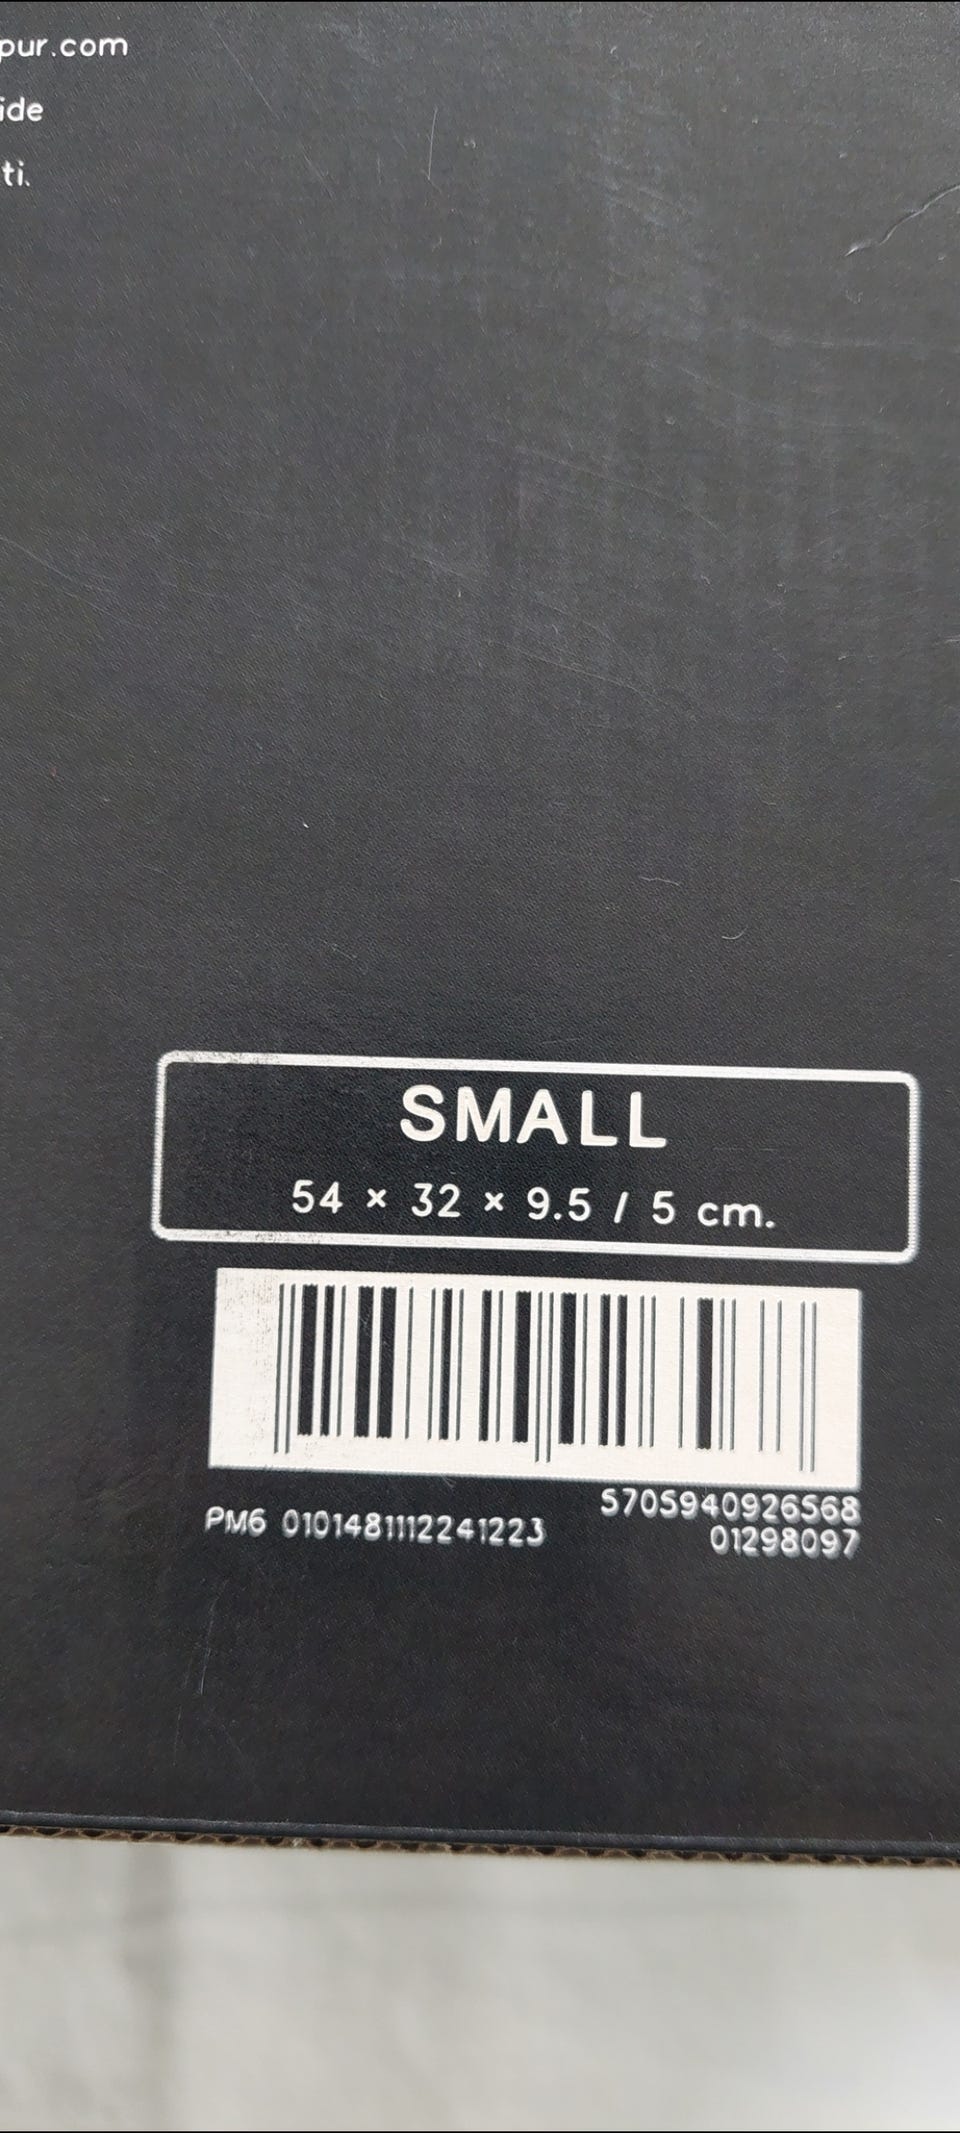 pur.com
ide
ti.
SMALL
54 × 32 × 9.5 / 5 cm.
5705940926568
PM6 0101481112241223
01298097